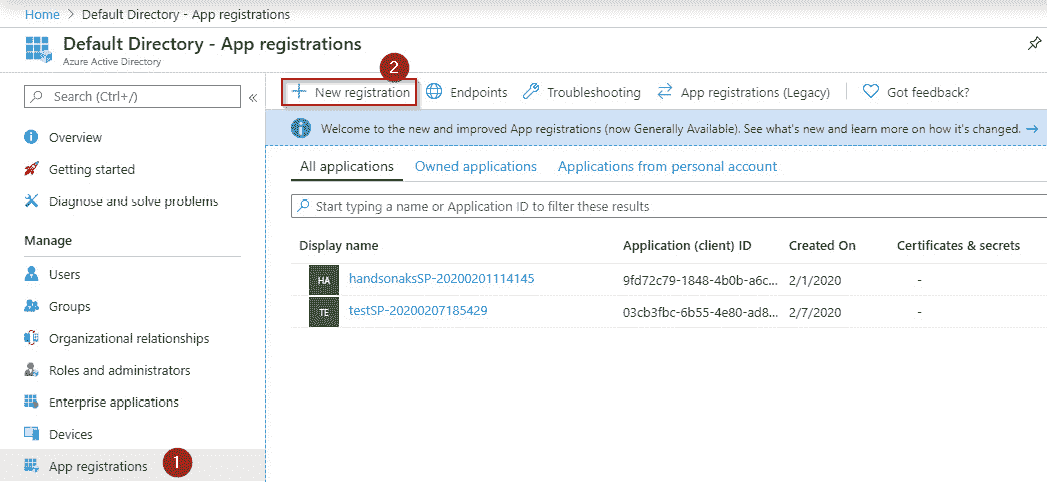 Home > Default Directory - App registrations
Default Directory - App registrations
Azure Active Directory
Search (Ctrl+/)
«
Overview
Getting started
Diagnose and solve problems
Manage
Users
Groups
Organizational relationships
Roles and administrators
Enterprise applications
Devices
App registrations
1
2
New registration
Endpoints
Troubleshooting
App registrations (Legacy)
Got feedback?
Welcome to the new and improved App registrations (now Generally Available). See what's new and learn more on how it's changed. →
All applications Owned applications Applications from personal account
Start typing a name or Application ID to filter these results
Display name Application (client) ID Created On Certificates & secrets
HA handsonaksSP-20200201114145 9fd72c79-1848-4b0b-a6c... 2/1/2020 -
TE testSP-20200207185429 03cb3fbc-6b55-4e80-ad8... 2/7/2020 -